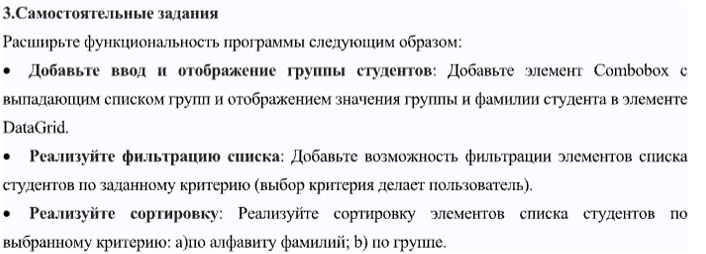 3.Самостоятельные задания
Расширьте функциональность программы следующим образом:
• Добавьте ввод и отображение группы студентов: Добавьте элемент Combobox с
выпадающим списком групп и отображением значения группы и фамилии студента в элементе
DataGrid.
• Реализуйте фильтрацию списка: Добавьте возможность фильтрации элементов списка
студентов по заданному критерию (выбор критерия делает пользователь).
• Реализуйте сортировку: Реализуйте сортировку элементов списка студентов по
выбранному критерию: a)по алфавиту фамилий; b) по группе.